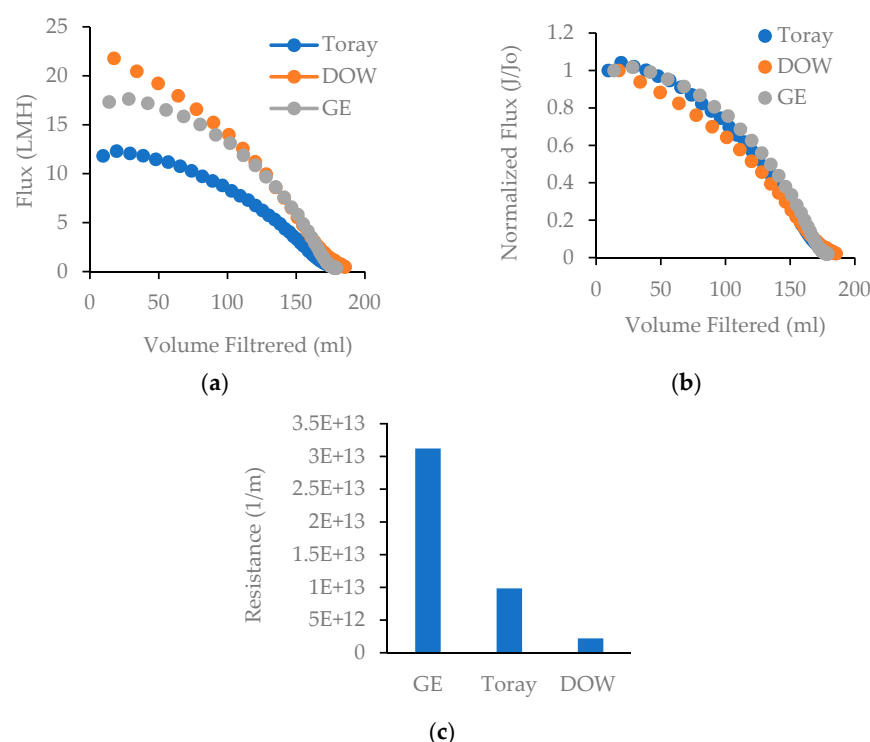 25
20
15
10
5
0
0
50
100
150
200
Flux (LMH)
Volume Filtrered (ml)
Toray
DOW
GE
(a)
1.2
1
0.8
0.6
0.4
0.2
0
0
50
100
150
200
Normalized Flux (J/Jo)
Volume Filtered (ml)
Toray
DOW
GE
(b)
3.5E+13
3E+13
2.5E+13
2E+13
1.5E+13
1E+13
5E+12
0
Resistance (1/m)
GE
Toray
DOW
(c)